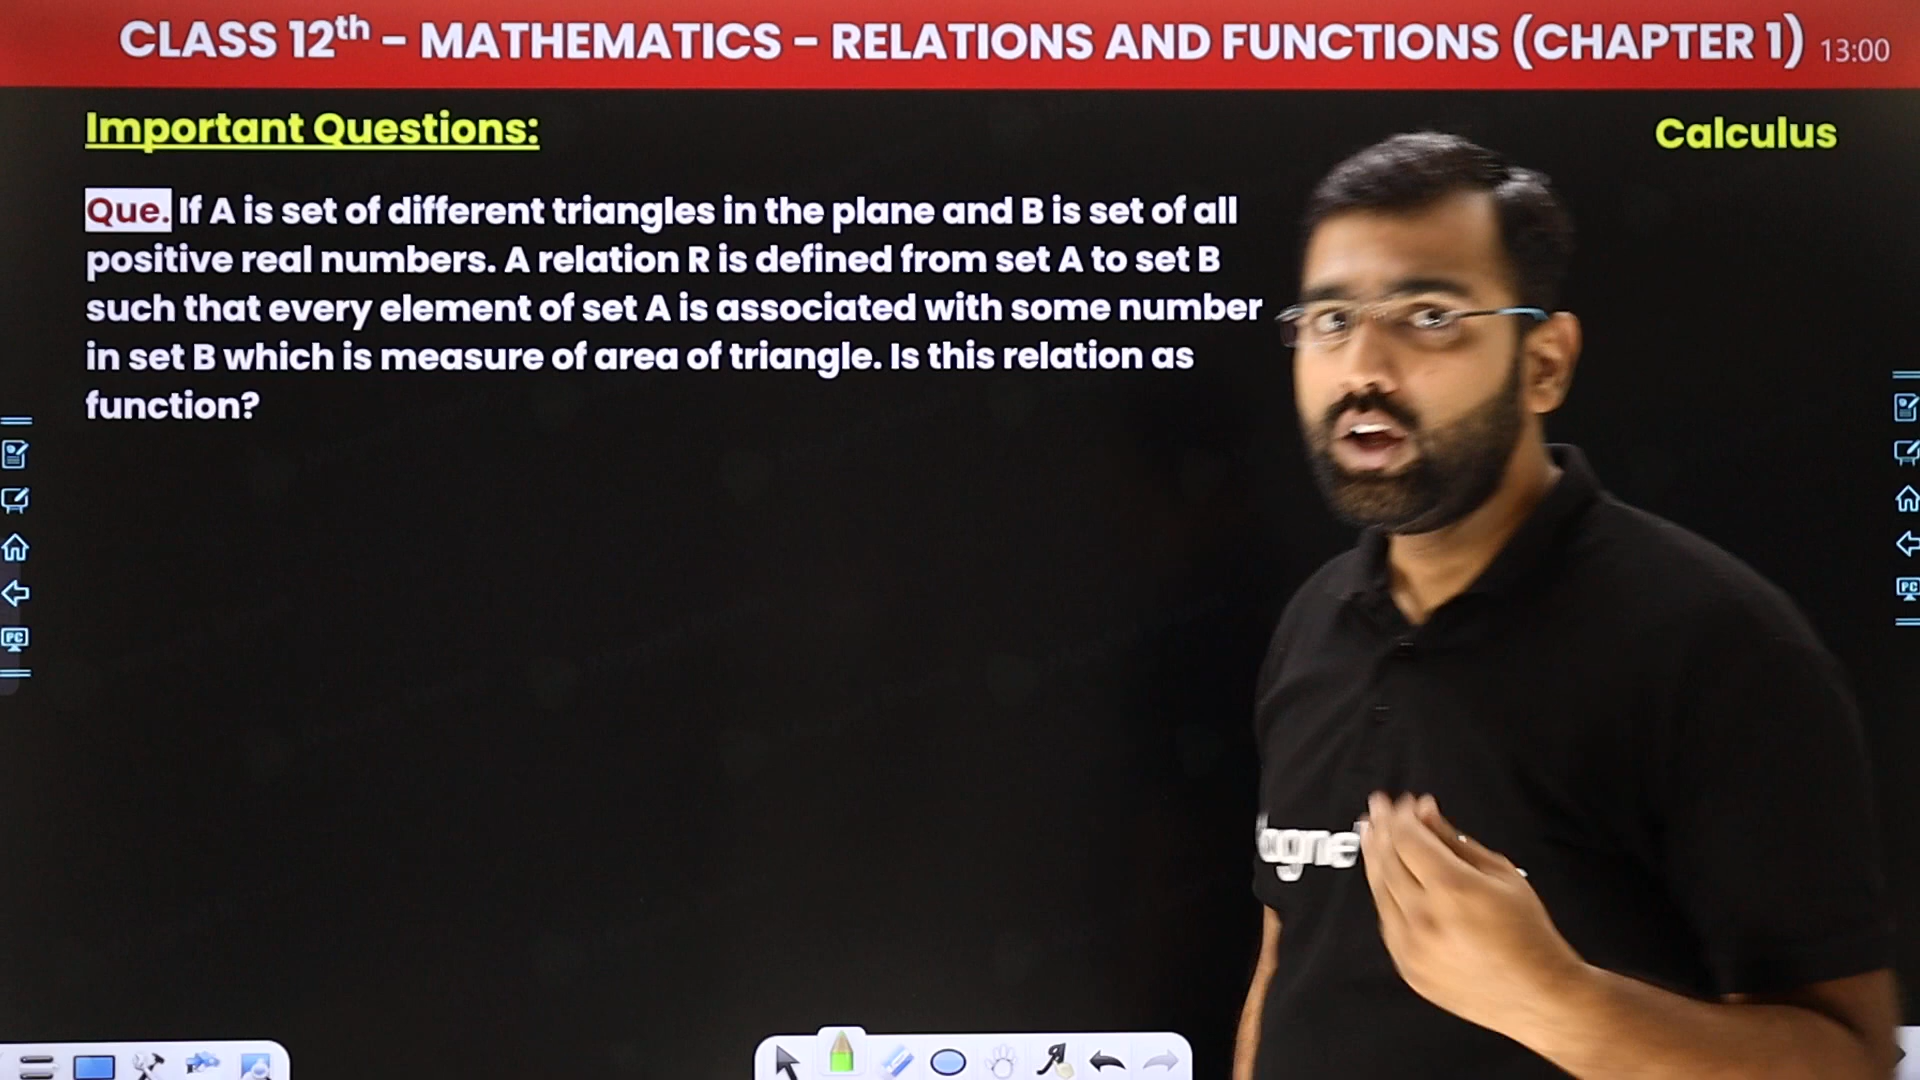 CLASS 12th - MATHEMATICS - RELATIONS AND FUNCTIONS (CHAPTER 1) 13:00
Important Questions:
Calculus
Que. If A is set of different triangles in the plane and B is set of all
positive real numbers. A relation R is defined from set A to set B
such that every element of set A is associated with some number
in set B which is measure of area of triangle. Is this relation as
function?
PC
PC